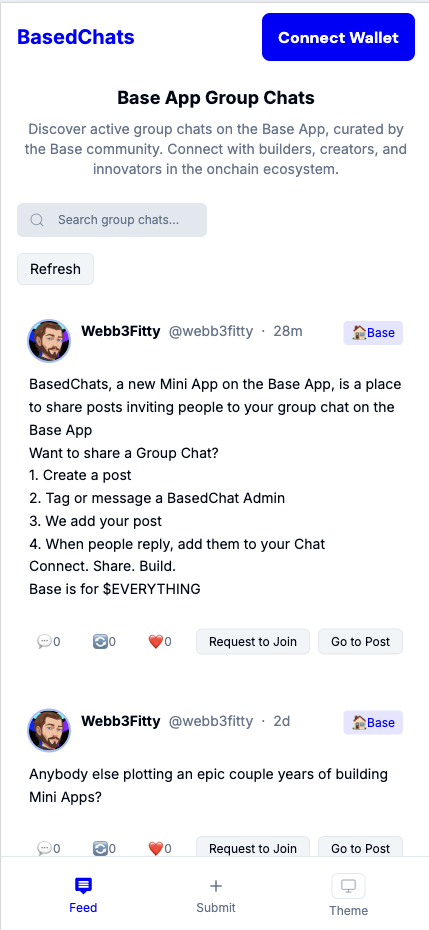 BasedChats
Connect Wallet
Base App Group Chats
Discover active group chats on the Base App, curated by
the Base community. Connect with builders, creators, and
innovators in the onchain ecosystem.
Search group chats...
Refresh
Webb3Fitty @webb3fitty · 28m
🏠Base
BasedChats, a new Mini App on the Base App, is a place
to share posts inviting people to your group chat on the
Base App
Want to share a Group Chat?
1. Create a post
2. Tag or message a BasedChat Admin
3. We add your post
4. When people reply, add them to your Chat
Connect. Share. Build.
Base is for $EVERYTHING
💬0 🔄0 ❤️0 Request to Join Go to Post
Webb3Fitty @webb3fitty · 2d
🏠Base
Anybody else plotting an epic couple years of building
Mini Apps?
💬0 🔄0 ❤️0 Request to Join Go to Post
Feed Submit Theme